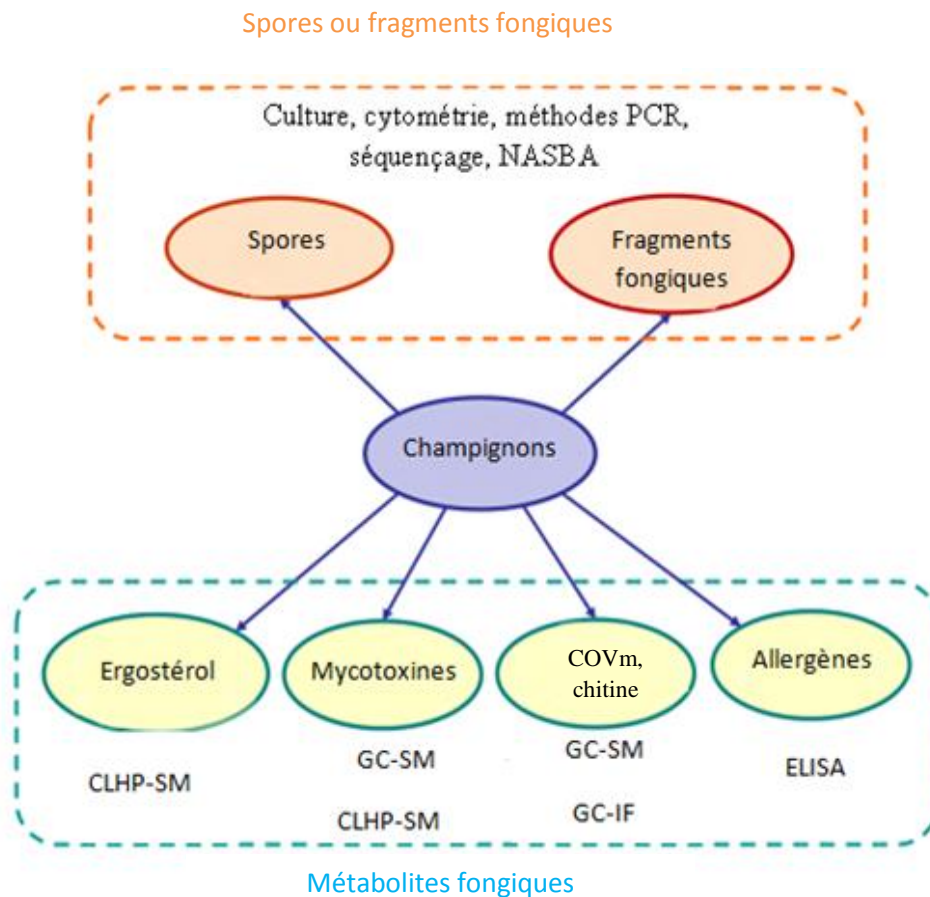 Spores ou fragments fongiques
Culture, cytométrie, méthodes PCR,
séquençage, NASBA
Spores
Fragments
fongiques
Champignons
Ergostérol
Mycotoxines
COVm,
chitine
Allergènes
CLHP-SM
GC-SM
CLHP-SM
GC-SM
GC-IF
ELISA
Métabolites fongiques